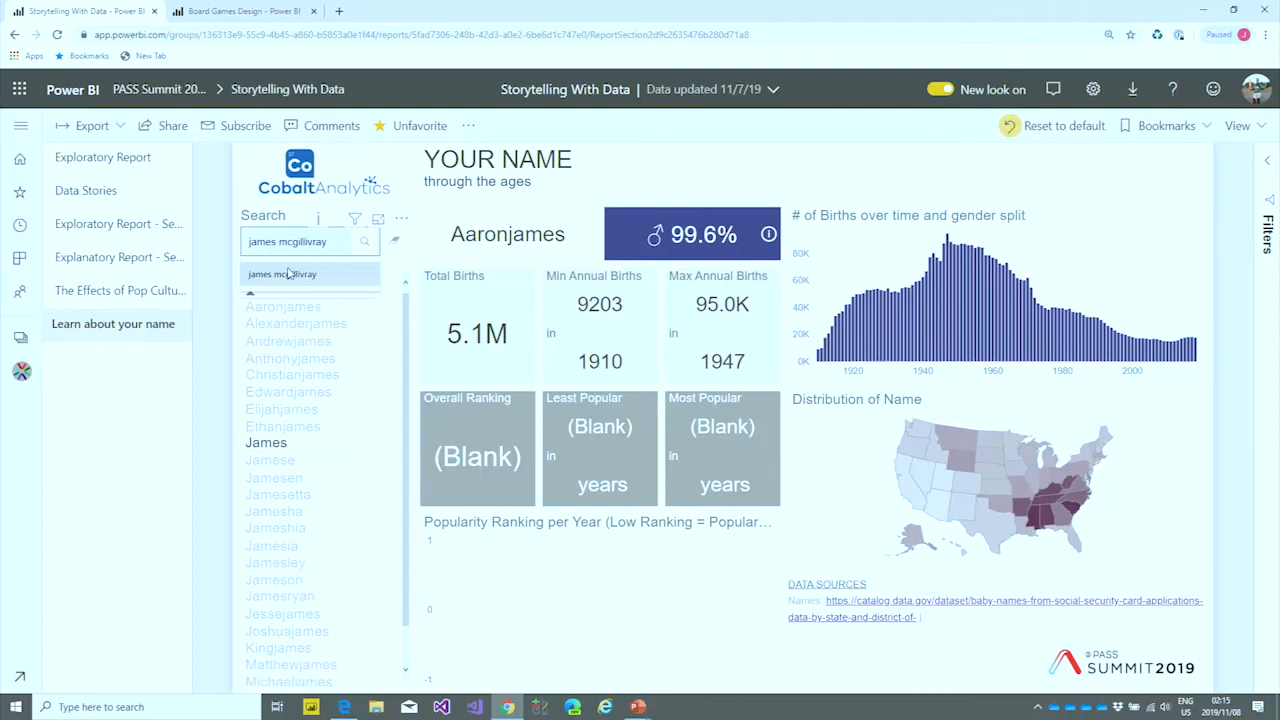 Storytelling With Data - Power BI
Board Games Design - Power BI
app.powerbi.com/groups/136313e9-55c9-4b45-a860-b5853a0e1f44/reports/5fad7306-248b-42d3-a0e2-6be6d1c747e0/ReportSection2d9c2635476b280d71a8
Paused
J
Apps
Bookmarks
New Tab
Power BI
PASS Summit 20...
Storytelling With Data
Storytelling With Data
Data updated 11/7/19
New look on
Export
Share
Subscribe
Comments
Unfavorite
Reset to default
Bookmarks
View
Exploratory Report
Data Stories
Exploratory Report - Se...
Explanatory Report - Se...
The Effects of Pop Cultu...
Learn about your name
Co
CobaltAnalytics
YOUR NAME
through the ages
Search
james mcgillivray
james mcgillivray
Aaronjames
Alexanderjames
Andrewjames
Anthonyjames
Christianjames
Edwardjames
Elijahjames
Ethanjames
James
Jamese
Jamesen
Jamesetta
Jamesha
Jameshia
Jamesia
Jamesley
Jameson
Jamesryan
Jessejames
Joshuajames
Kingjames
Matthewjames
Michaeljames
Aaronjames
99.6%
Total Births
5.1M
Min Annual Births
9203
in
1910
Max Annual Births
95.0K
in
1947
Overall Ranking
(Blank)
Least Popular
(Blank)
in
years
Most Popular
(Blank)
in
years
Popularity Ranking per Year (Low Ranking = Popular...
1
0
-1
# of Births over time and gender split
80K
60K
40K
20K
0K
1920
1940
1960
1980
2000
Distribution of Name
DATA SOURCES
Names: https://catalog.data.gov/dataset/baby-names-from-social-security-card-applications-
data-by-state-and-district-of- |
PASS
SUMMIT2019
Filters
Type here to search
ENG
US
02:15
2019/11/08